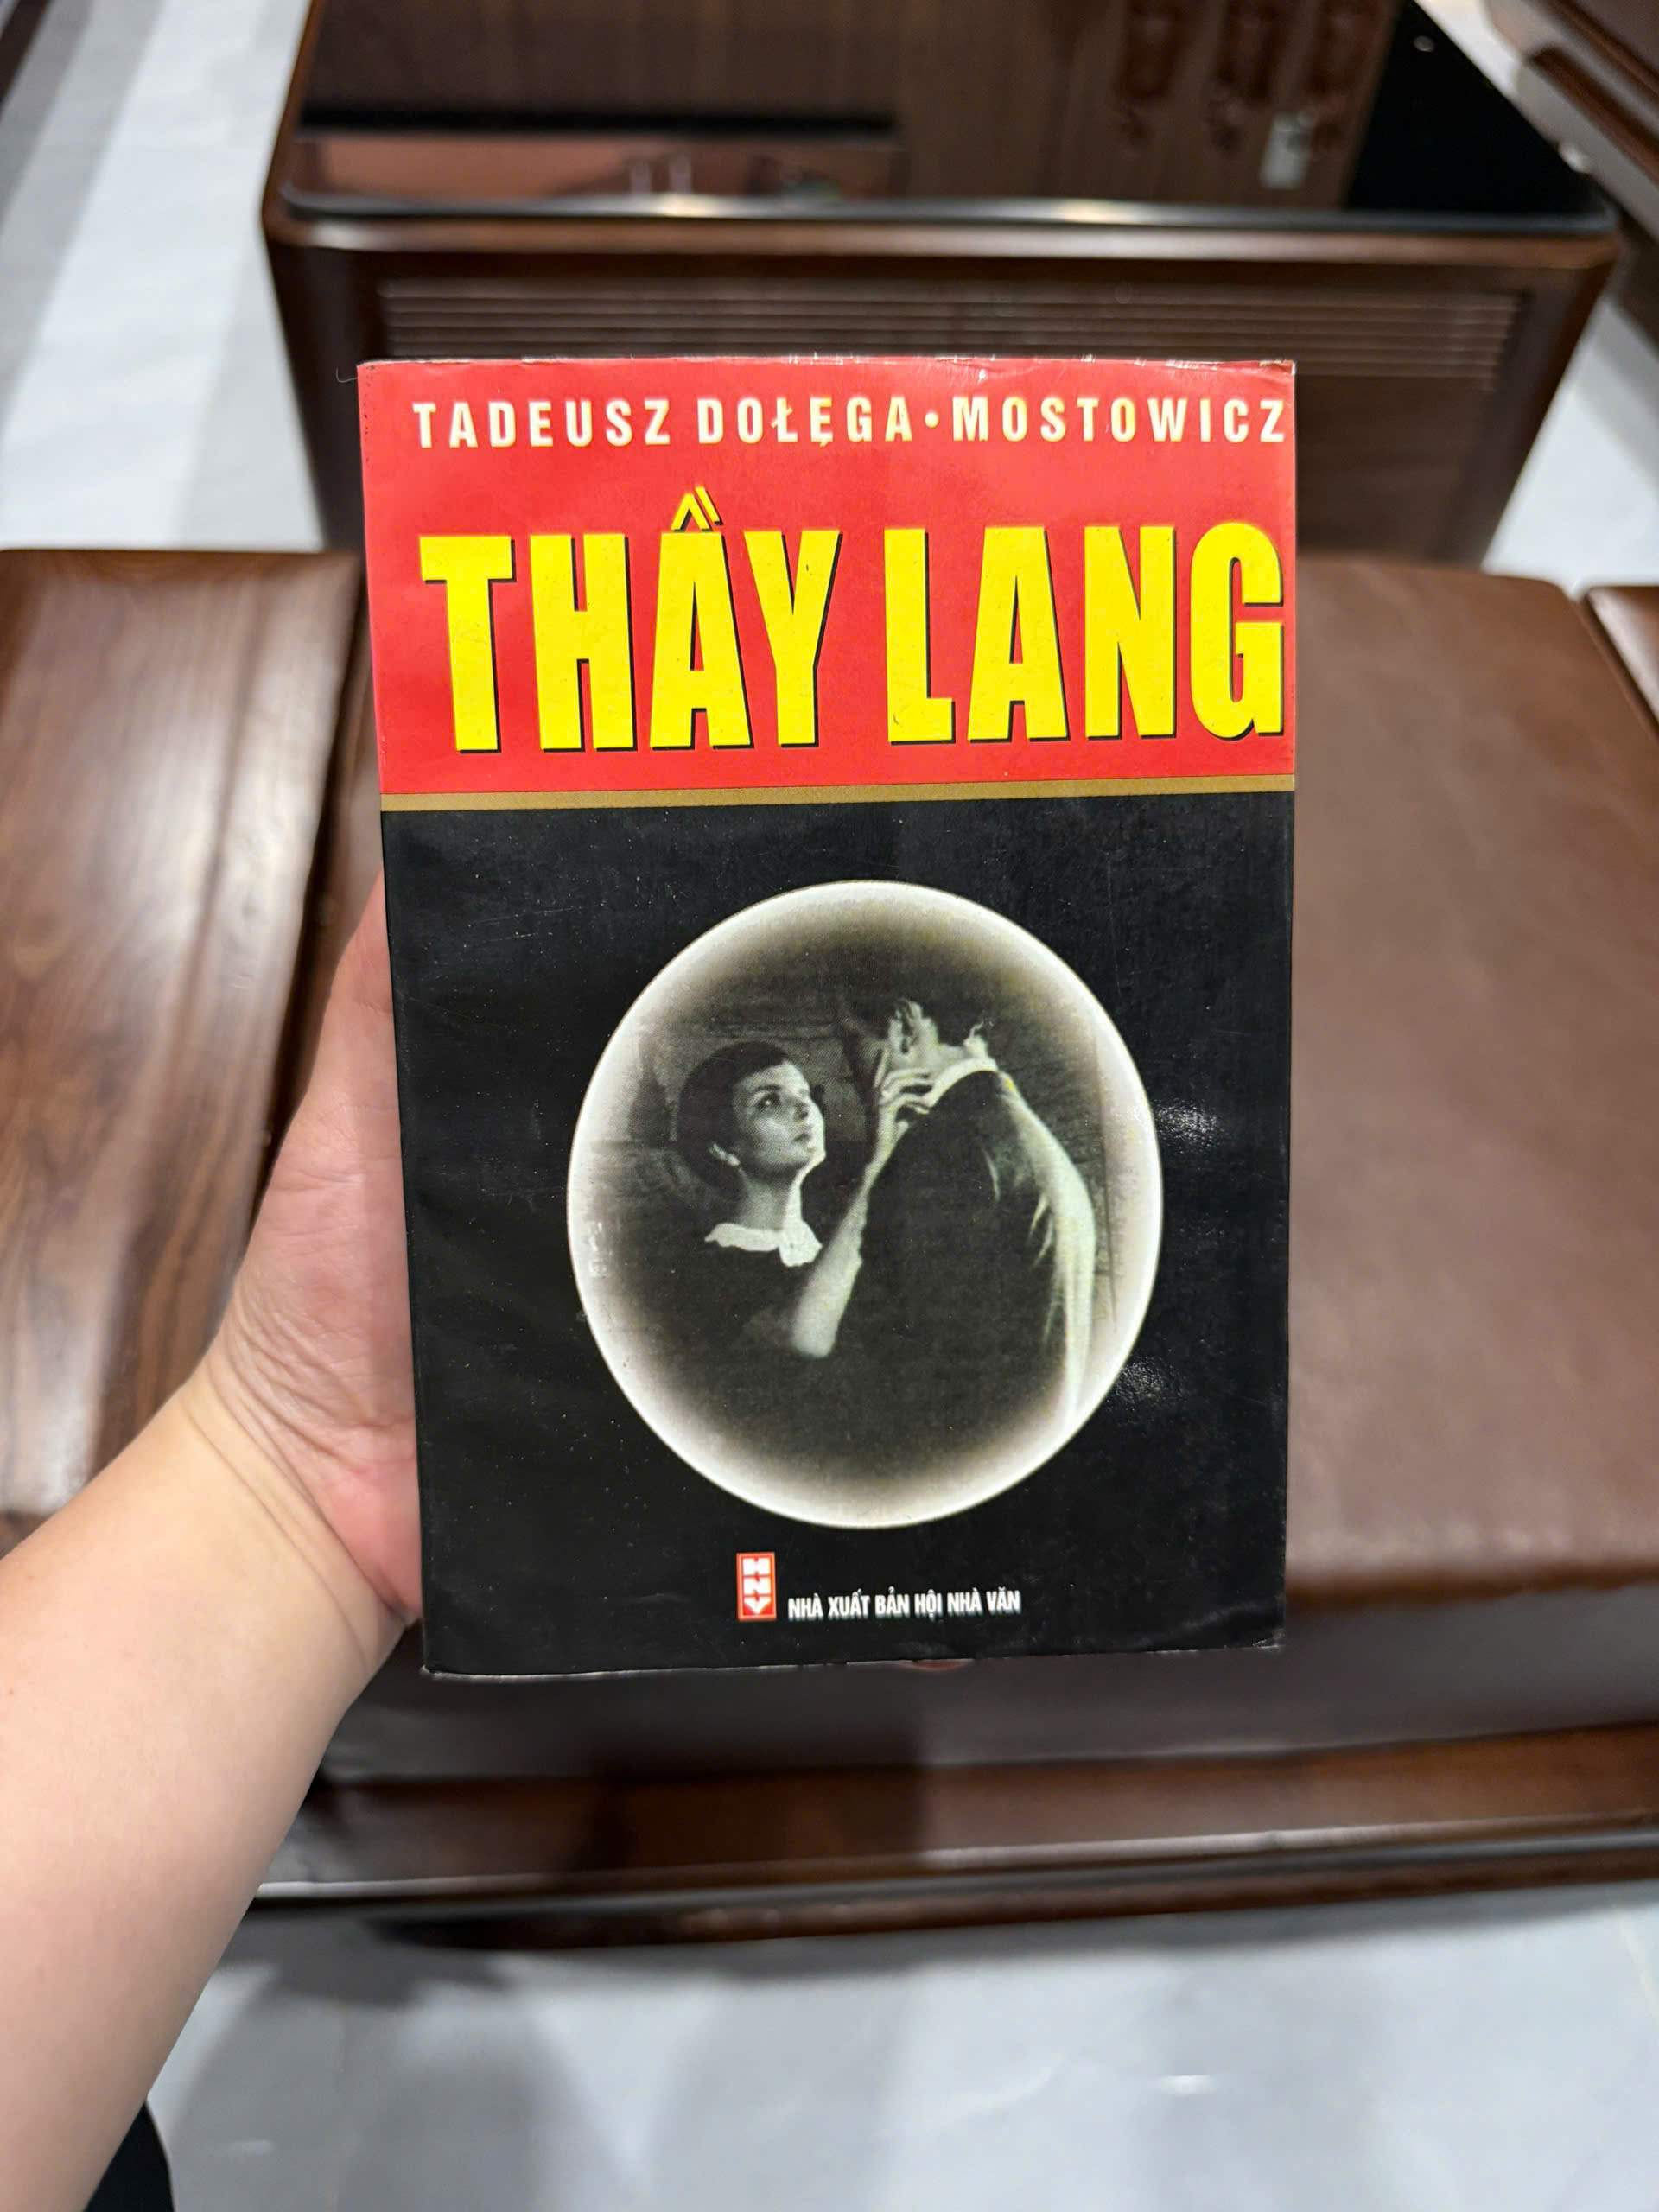 TADEUSZ DOŁĘGA • MOSTOWICZ
THẦY LANG
HNV
NHÀ XUẤT BẢN HỘI NHÀ VĂN